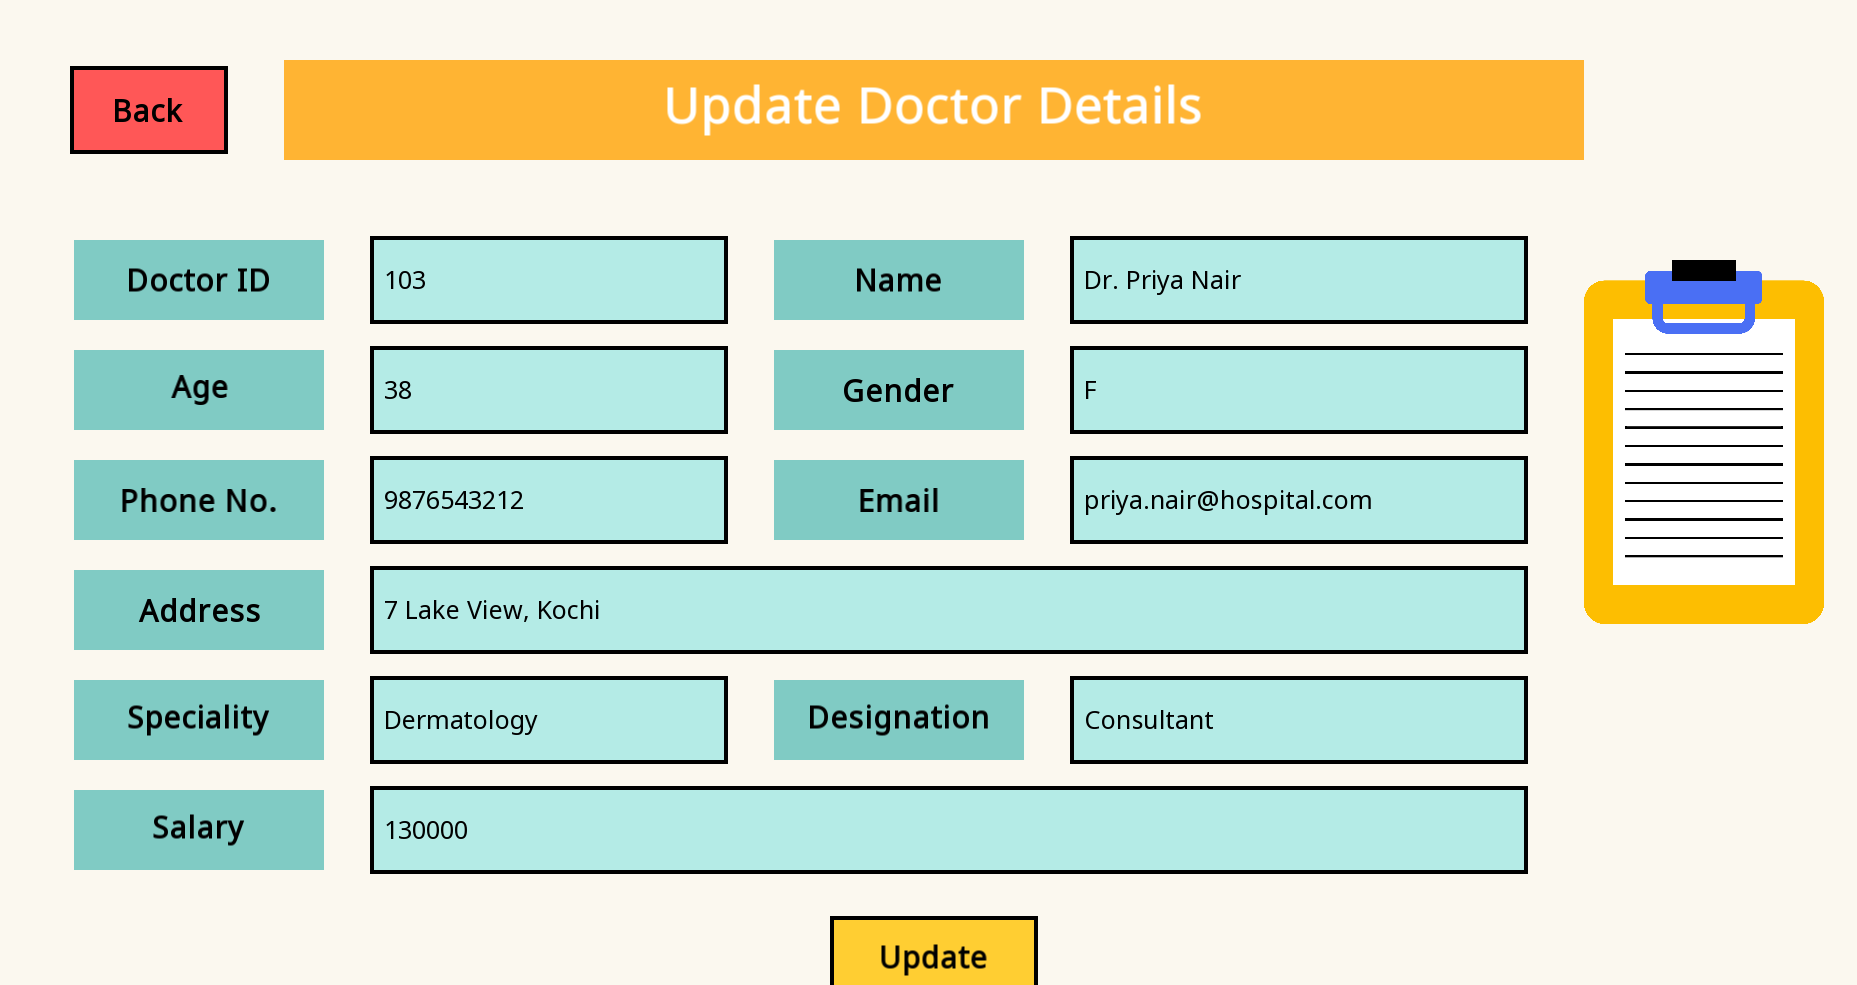 Back
Update Doctor Details
Doctor ID 103 Name Dr. Priya Nair
Age 38 Gender F
Phone No. 9876543212 Email priya.nair@hospital.com
Address 7 Lake View, Kochi
Speciality Dermatology Designation Consultant
Salary 130000
Update